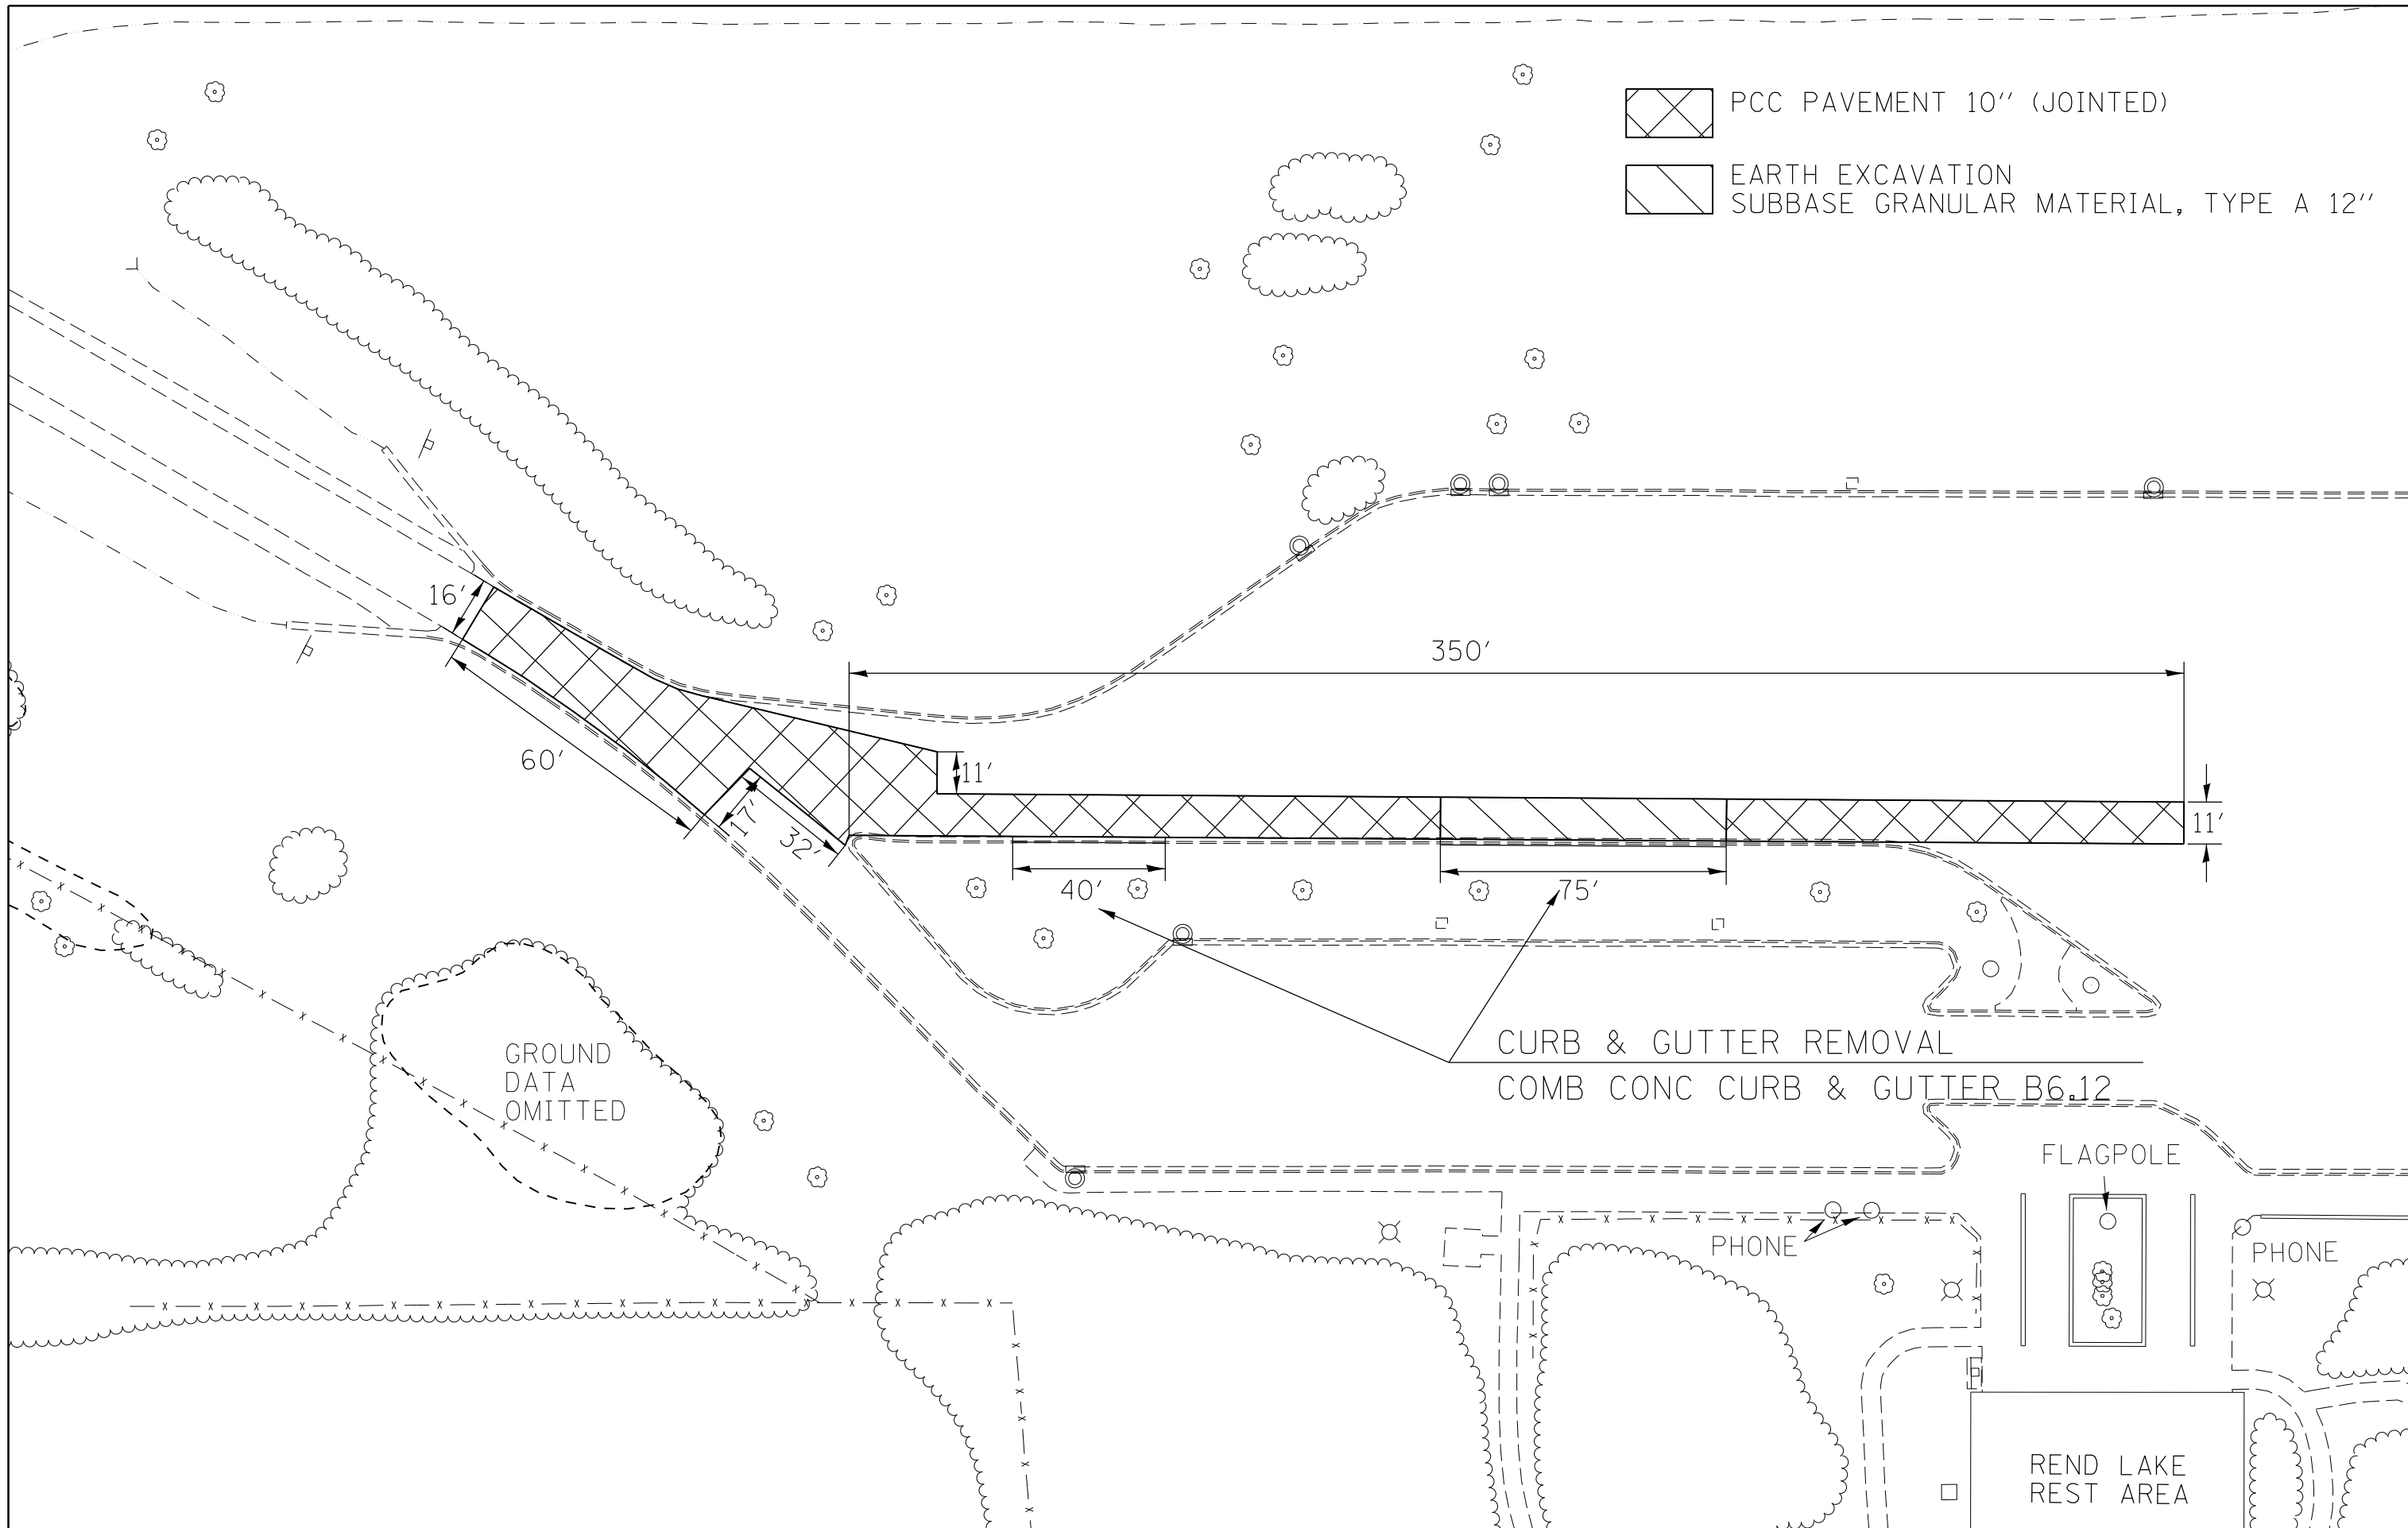 PCC PAVEMENT 10'' (JOINTED)
EARTH EXCAVATION
SUBBASE GRANULAR MATERIAL, TYPE A 12''
16'
350'
60'
11'
17'
32'
11'
40'
75'
CURB & GUTTER REMOVAL
COMB CONC CURB & GUTTER B6.12
GROUND
DATA
OMITTED
FLAGPOLE
PHONE
PHONE
REND LAKE
REST AREA